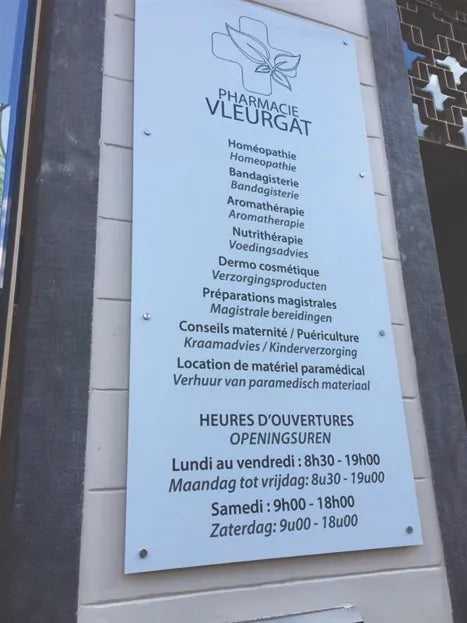 PHARMACIE
VLEURGAT
Homéopathie
Homeopathie
Bandagisterie
Bandagisterie
Aromathérapie
Aromatherapie
Nutrithérapie
Voedingsadvies
Dermo cosmétique
Verzorgingsproducten
Préparations magistrales
Magistrale bereidingen
Conseils maternité / Puériculture
Kraamadvies / Kinderverzorging
Location de matériel paramédical
Verhuur van paramedisch materiaal
HEURES D'OUVERTURES
OPENINGSUREN
Lundi au vendredi : 8h30 - 19h00
Maandag tot vrijdag: 8u30 - 19u00
Samedi : 9h00 - 18h00
Zaterdag: 9u00 - 18u00